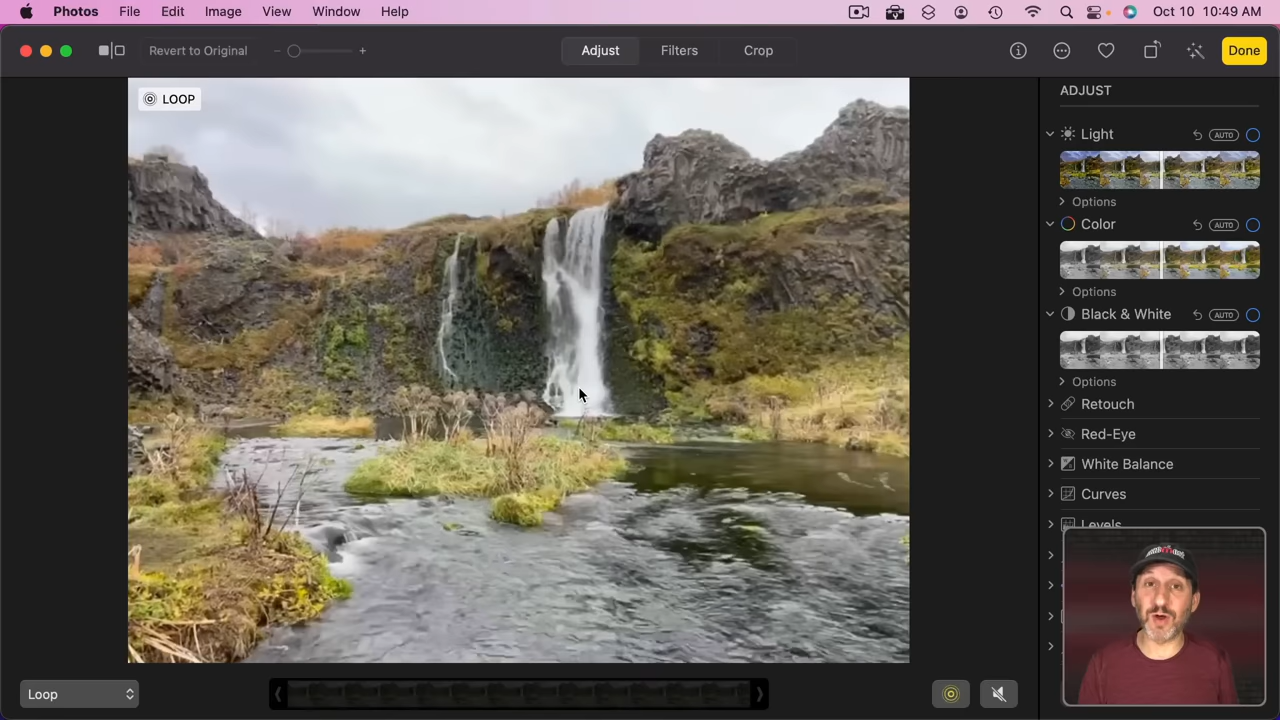 Photos File Edit Image View Window Help Oct 10 10:49 AM
Revert to Original Adjust Filters Crop Done
LOOP
ADJUST
Light AUTO
Options
Color AUTO
Options
Black & White AUTO
Options
Retouch
Red-Eye
White Balance
Curves
Levels
Loop